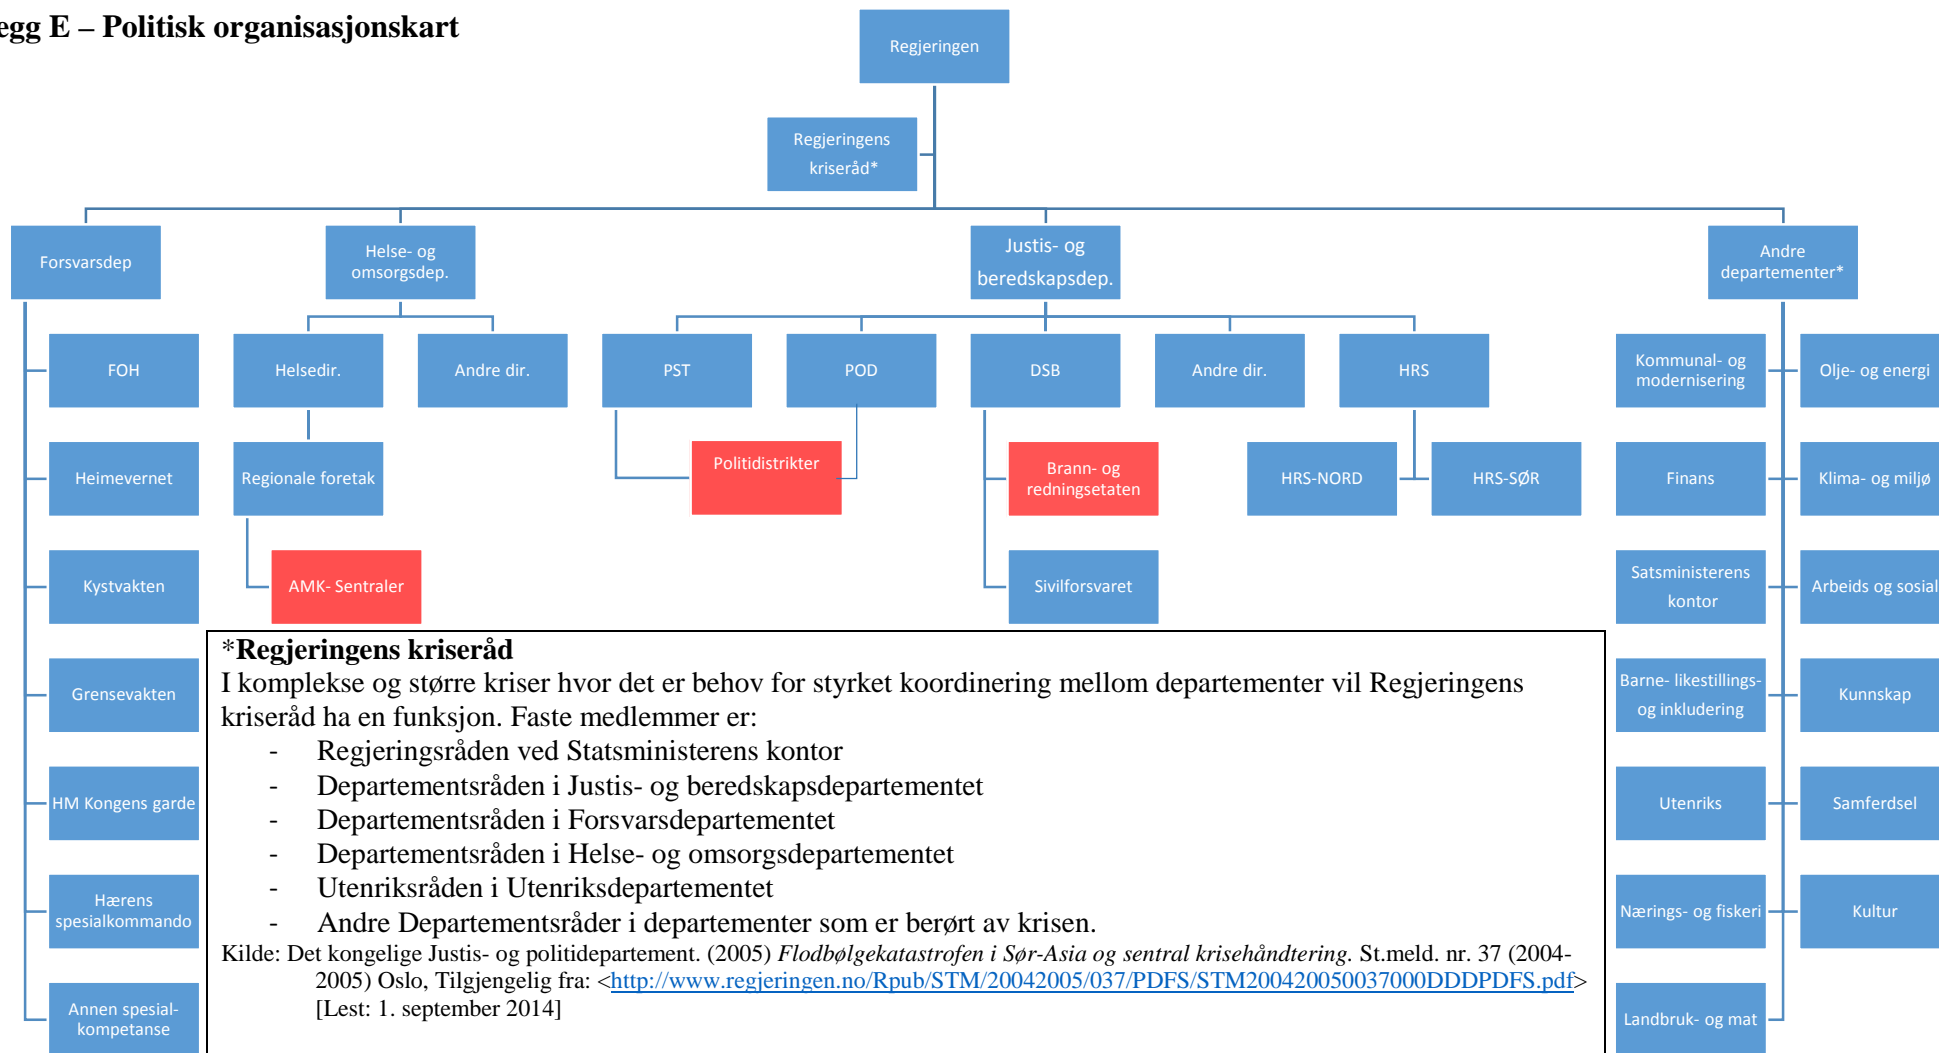 egg E – Politisk organisasjonskart
Regjeringen
Regjeringens
kriseråd*
Forsvarsdep
Helse- og
omsorgsdep.
Justis- og
beredskapsdep.
Andre
departementer*
FOH
Helsedir.
Andre dir.
PST
POD
DSB
Andre dir.
HRS
Kommunal- og
modernisering
Olje- og energi
Heimevernet
Regionale foretak
Politidistrikter
Brann- og
redningsetaten
HRS-NORD
HRS-SØR
Finans
Klima- og miljø
Kystvakten
AMK- Sentraler
Sivilforsvaret
Satsministerens
kontor
Arbeids og sosial
Grensevakten
Barne- likestillings-
og inkludering
Kunnskap
HM Kongens garde
Utenriks
Samferdsel
Hærens
spesialkommando
Nærings- og fiskeri
Kultur
Annen spesial-
kompetanse
Landbruk- og mat
*Regjeringens kriseråd
I komplekse og større kriser hvor det er behov for styrket koordinering mellom departementer vil Regjeringens
kriseråd ha en funksjon. Faste medlemmer er:
- Regjeringsråden ved Statsministerens kontor
- Departementsråden i Justis- og beredskapsdepartementet
- Departementsråden i Forsvarsdepartementet
- Departementsråden i Helse- og omsorgsdepartementet
- Utenriksråden i Utenriksdepartementet
- Andre Departementsråder i departementer som er berørt av krisen.
Kilde: Det kongelige Justis- og politidepartement. (2005) Flodbølgekatastrofen i Sør-Asia og sentral krisehåndtering. St.meld. nr. 37 (2004-
2005) Oslo, Tilgjengelig fra: <http://www.regjeringen.no/Rpub/STM/20042005/037/PDFS/STM200420050037000DDDPDFS.pdf>
[Lest: 1. september 2014]